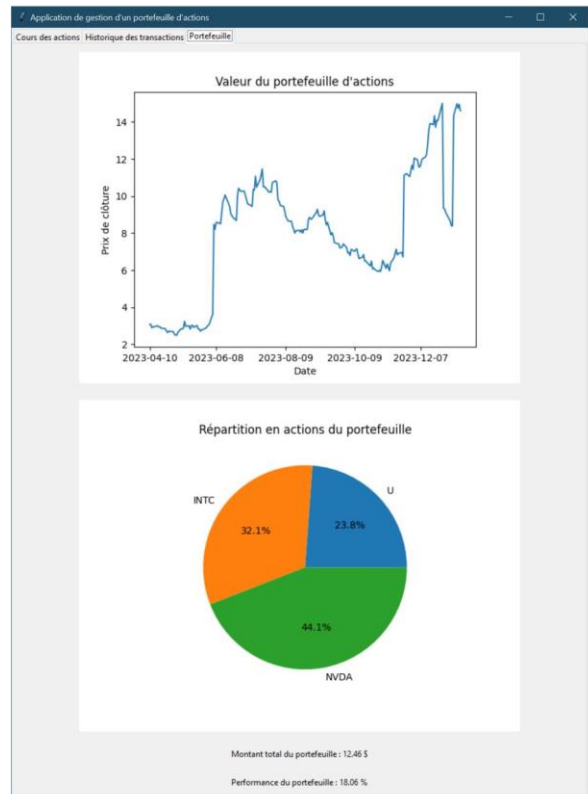 Application de gestion d'un portefeuille d'actions
Cours des actions Historique des transactions Portefeuille
Valeur du portefeuille d'actions
14
12
10
8
6
4
2
Prix de clôture
2023-04-10 2023-06-08 2023-08-09 2023-10-09 2023-12-07
Date
Répartition en actions du portefeuille
U
INTC
23.8%
32.1%
44.1%
NVDA
Montant total du portefeuille : 12.46 $
Performance du portefeuille : 18.06 %